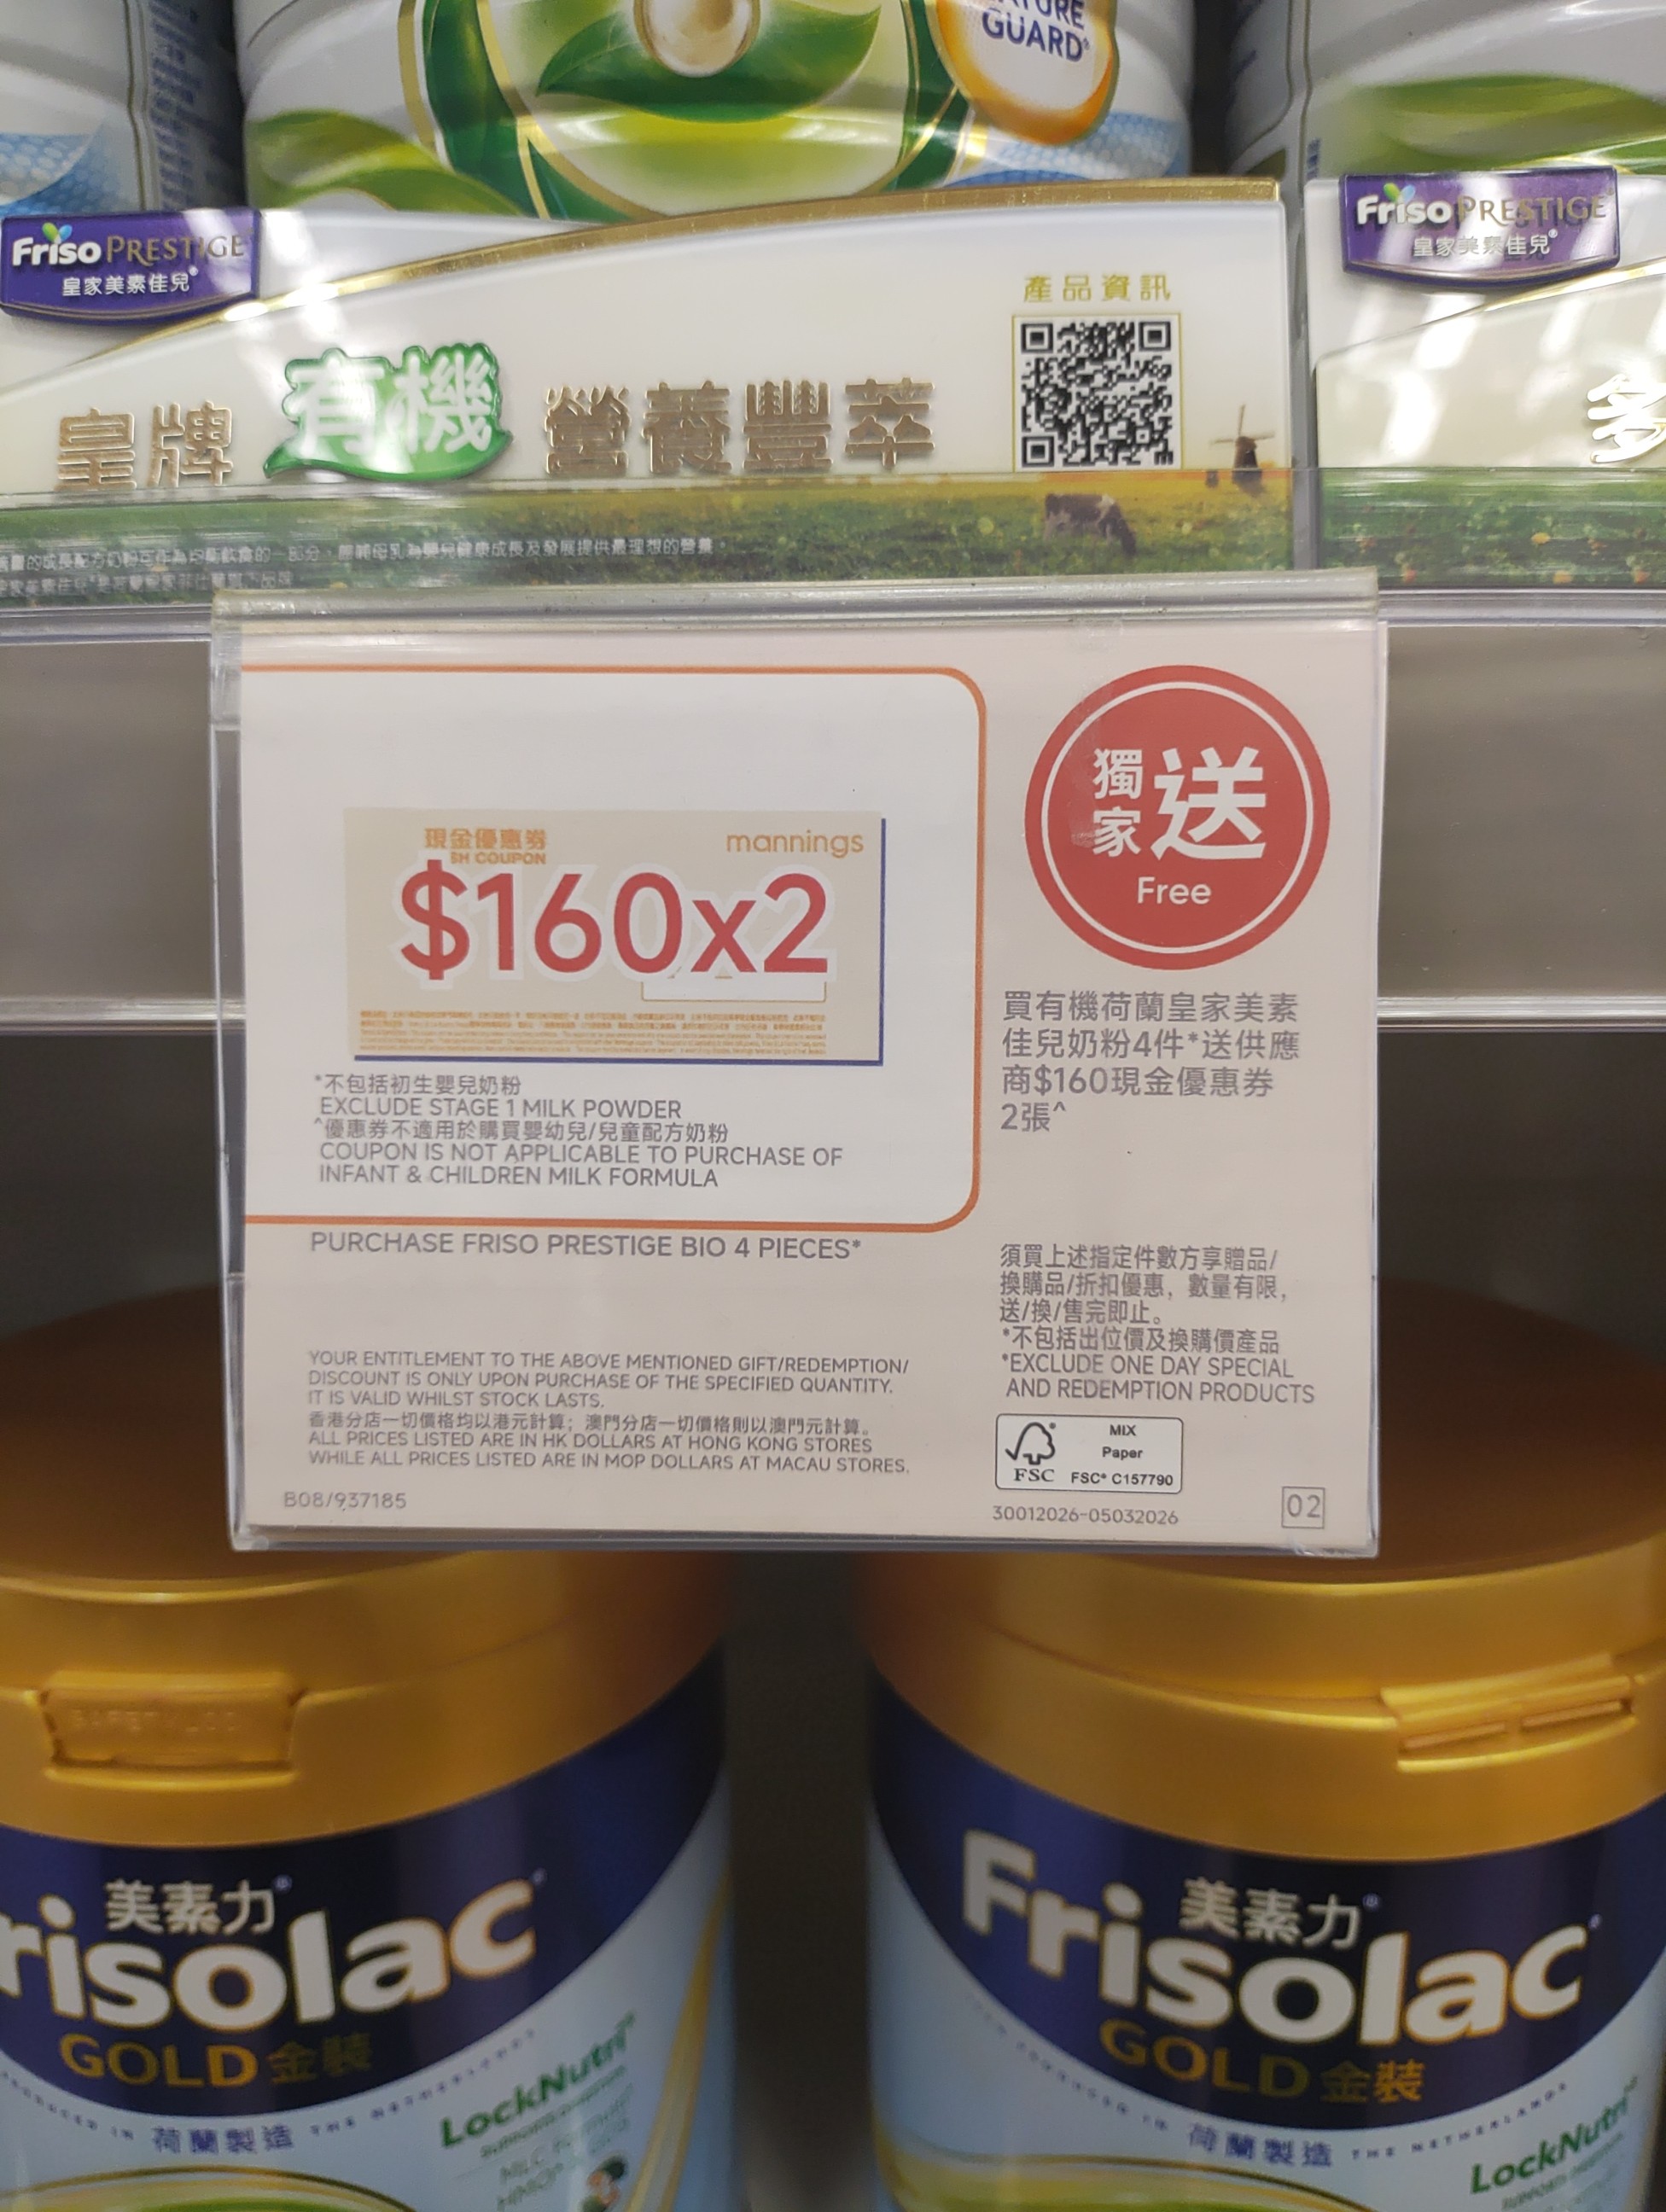 GUARD
Friso PRESTIGE
皇家美素佳兒®
Friso PRESTIGE
皇家美素佳兒®
產品資訊
皇牌 有機 營養豐萃
多
mannings
現金優惠券
COUPON
$160x2
*不包括初生嬰兒奶粉
EXCLUDE STAGE 1 MILK POWDER
^優惠券不適用於購買嬰幼兒/兒童配方奶粉
COUPON IS NOT APPLICABLE TO PURCHASE OF
INFANT & CHILDREN MILK FORMULA
PURCHASE FRISO PRESTIGE BIO 4 PIECES*
YOUR ENTITLEMENT TO THE ABOVE MENTIONED GIFT/REDEMPTION/
DISCOUNT IS ONLY UPON PURCHASE OF THE SPECIFIED QUANTITY.
IT IS VALID WHILST STOCK LASTS.
香港分店一切價格均以港元計算；澳門分店一切價格則以澳門元計算。
ALL PRICES LISTED ARE IN HK DOLLARS AT HONG KONG STORES
WHILE ALL PRICES LISTED ARE IN MOP DOLLARS AT MACAU STORES.
B08/937185
獨家送
Free
買有機荷蘭皇家美素
佳兒奶粉4件*送供應
商$160現金優惠券
2張^
須買上述指定件數方享贈品/
換購品/折扣優惠，數量有限，
送/換/售完即止。
*不包括出位價及換購價產品
*EXCLUDE ONE DAY SPECIAL
AND REDEMPTION PRODUCTS
FSC
MIX
Paper
FSC® C157790
30012026-05032026
02
美素力®
risolac
GOLD 金裝
荷蘭製造
LockNutri
美素力®
Frisolac
GOLD 金裝
荷蘭製造 THE NETHERLANDS
LockNutri